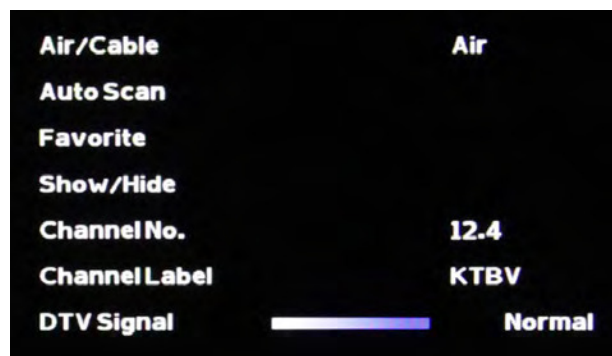 Air/Cable Air
Auto Scan
Favorite
Show/Hide
Channel No. 12.4
Channel Label KTBV
DTV Signal Normal